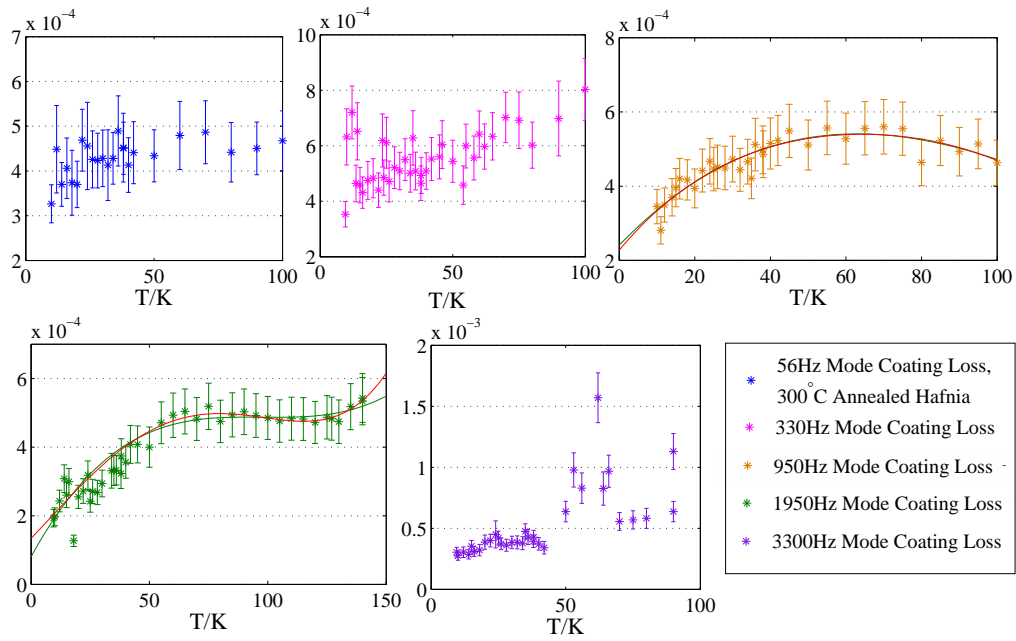 x 10⁻⁴
7
6
5
4
3
2
0
50
100
T/K
x 10⁻⁴
10
8
6
4
2
0
50
100
T/K
x 10⁻⁴
8
6
4
2
0
20
40
60
80
100
T/K
x 10⁻⁴
6
4
2
0
0
50
100
150
T/K
x 10⁻³
2
1.5
1
0.5
0
0
50
100
T/K
56Hz Mode Coating Loss,
300°C Annealed Hafnia
330Hz Mode Coating Loss
950Hz Mode Coating Loss -
1950Hz Mode Coating Loss
3300Hz Mode Coating Loss